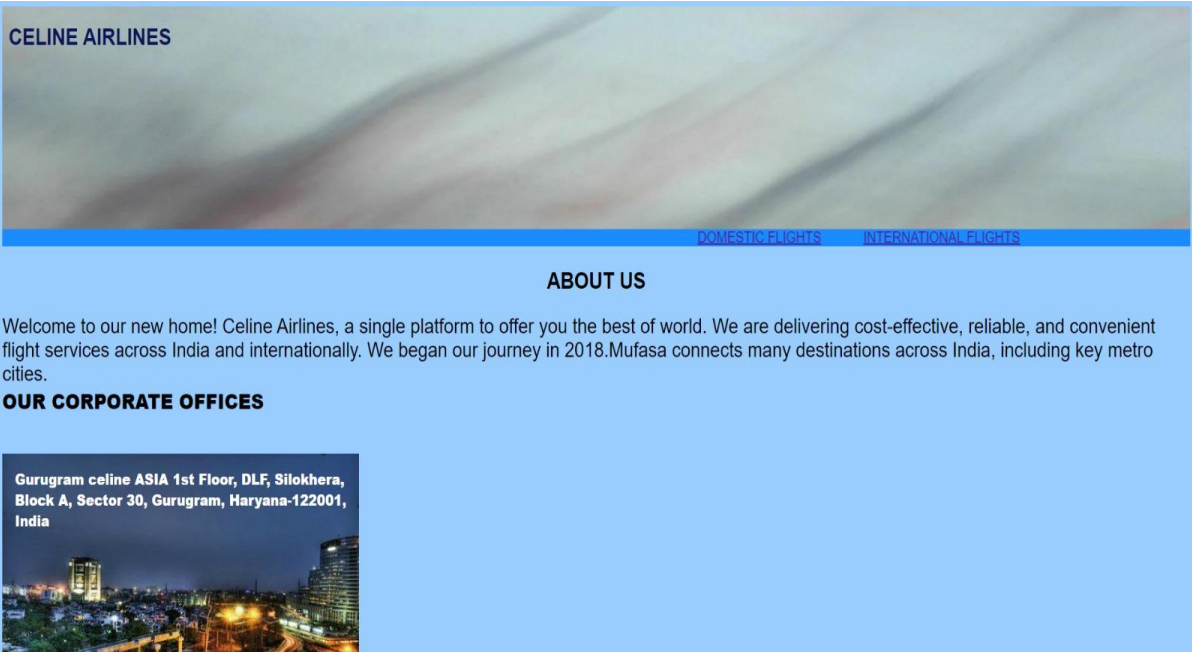 CELINE AIRLINES
DOMESTIC FLIGHTS INTERNATIONAL FLIGHTS
ABOUT US
Welcome to our new home! Celine Airlines, a single platform to offer you the best of world. We are delivering cost-effective, reliable, and convenient
flight services across India and internationally. We began our journey in 2018.Mufasa connects many destinations across India, including key metro
cities.
OUR CORPORATE OFFICES
Gurugram celine ASIA 1st Floor, DLF, Silokhera,
Block A, Sector 30, Gurugram, Haryana-122001,
India